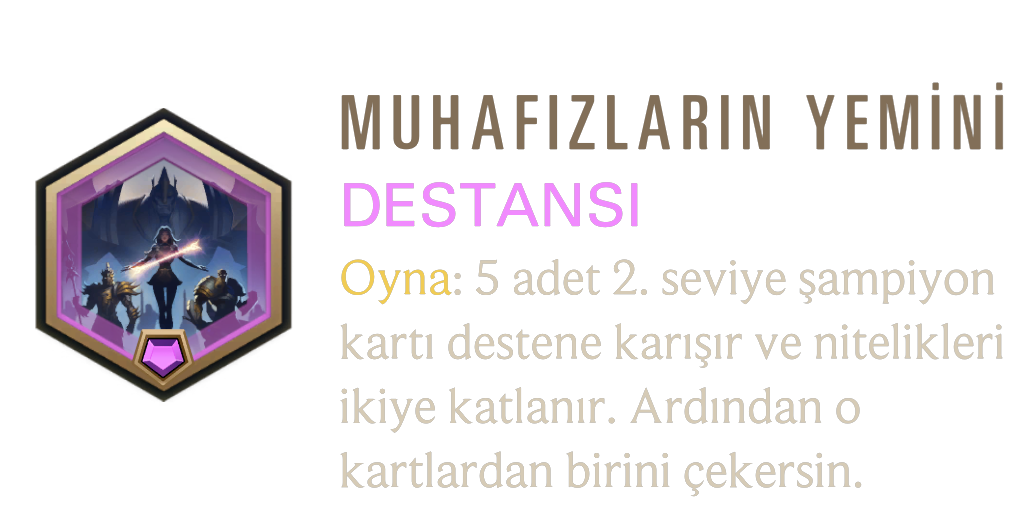 MUHAFIZLARIN YEMİNİ
DESTANSI
Oyna: 5 adet 2. seviye şampiyon
kartı destene karışır ve nitelikleri
ikiye katlanır. Ardından o
kartlardan birini çekersin.